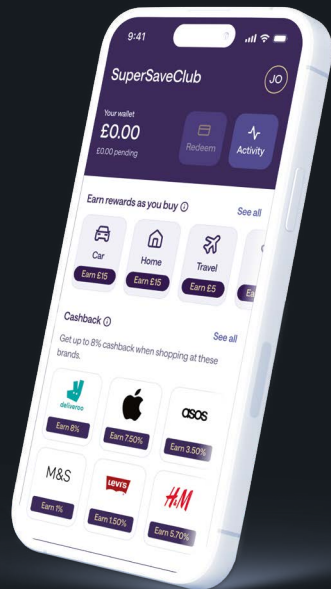 9:41
SuperSaveClub
JO
Your wallet
£0.00
£0.00 pending
Redeem
Activity
Earn rewards as you buy
See all
Car
Home
Travel
Earn £15
Earn £15
Earn £5
Cashback
See all
Get up to 8% cashback when shopping at these
brands.
deliveroo
asos
Earn 8%
Earn 7.50%
Earn 3.50%
M&S
LEVI'S
H&M
Earn 1%
Earn 1.50%
Earn 5.70%